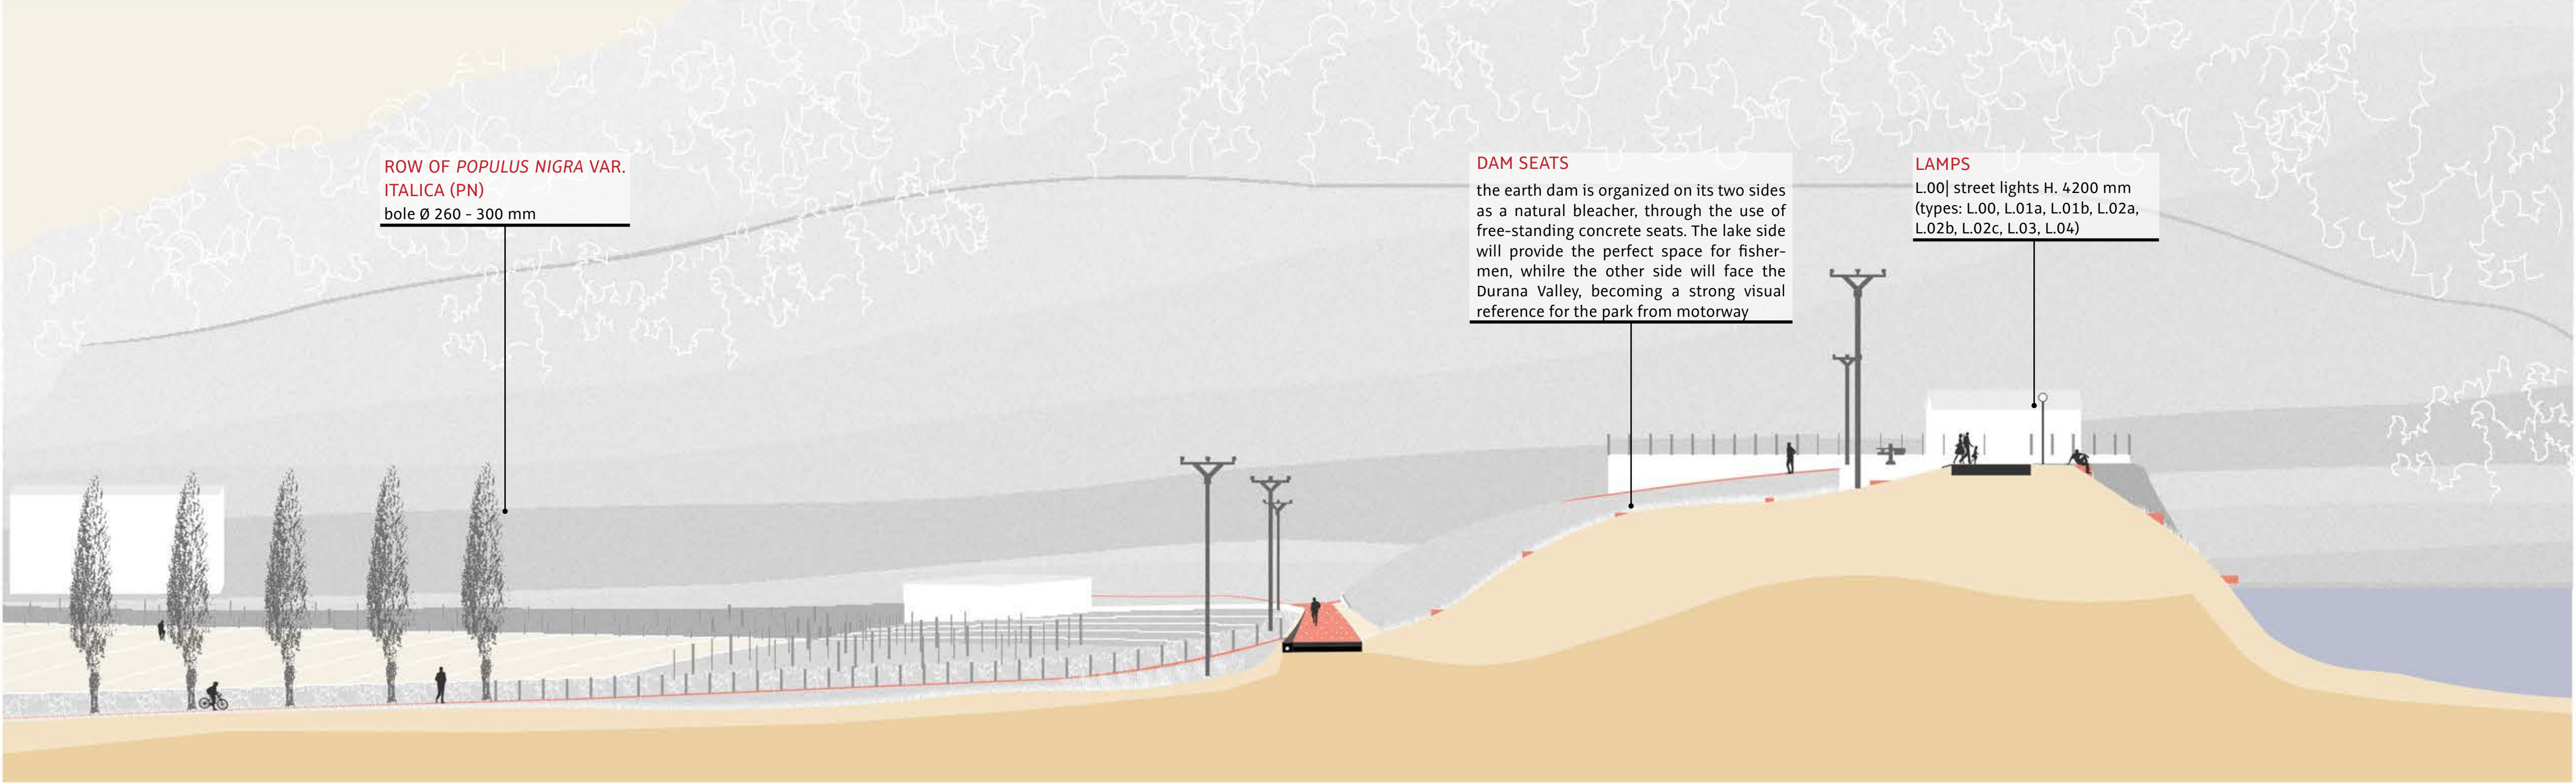 ROW OF POPULUS NIGRA VAR.
ITALICA (PN)
bole Ø 260 - 300 mm
DAM SEATS
the earth dam is organized on its two sides
as a natural bleacher, through the use of
free-standing concrete seats. The lake side
will provide the perfect space for fisher-
men, whilre the other side will face the
Durana Valley, becoming a strong visual
reference for the park from motorway
LAMPS
L.00| street lights H. 4200 mm
(types: L.00, L.01a, L.01b, L.02a,
L.02b, L.02c, L.03, L.04)